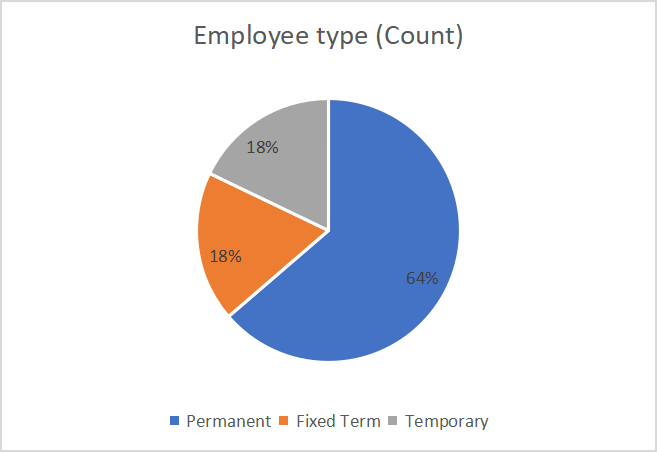 Employee type (Count)
18%
18%
64%
Permanent Fixed Term Temporary